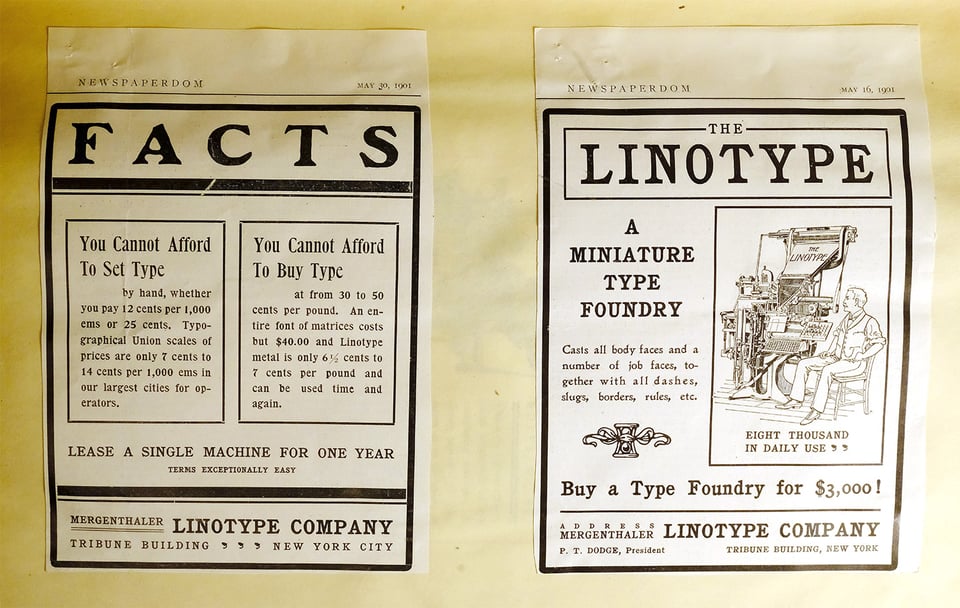 NEWSPAPERDOM MAY 30, 1901
FACTS
You Cannot Afford
To Set Type
by hand, whether
you pay 12 cents per 1,000
ems or 25 cents. Typo-
graphical Union scales of
prices are only 7 cents to
14 cents per 1,000 ems in
our largest cities for op-
erators.
You Cannot Afford
To Buy Type
at from 30 to 50
cents per pound. An en-
tire font of matrices costs
but $40.00 and Linotype
metal is only 6½ cents to
7 cents per pound and
can be used time and
again.
LEASE A SINGLE MACHINE FOR ONE YEAR
TERMS EXCEPTIONALLY EASY
MERGENTHALER LINOTYPE COMPANY
TRIBUNE BUILDING NEW YORK CITY
NEWSPAPERDOM MAY 16, 1901
THE
LINOTYPE
A
MINIATURE
TYPE
FOUNDRY
Casts all body faces and a
number of job faces, to-
gether with all dashes,
slugs, borders, rules, etc.
THE
LINOTYPE
EIGHT THOUSAND
IN DAILY USE
Buy a Type Foundry for $3,000!
ADDRESS
MERGENTHALER LINOTYPE COMPANY
P. T. DODGE, President TRIBUNE BUILDING, NEW YORK